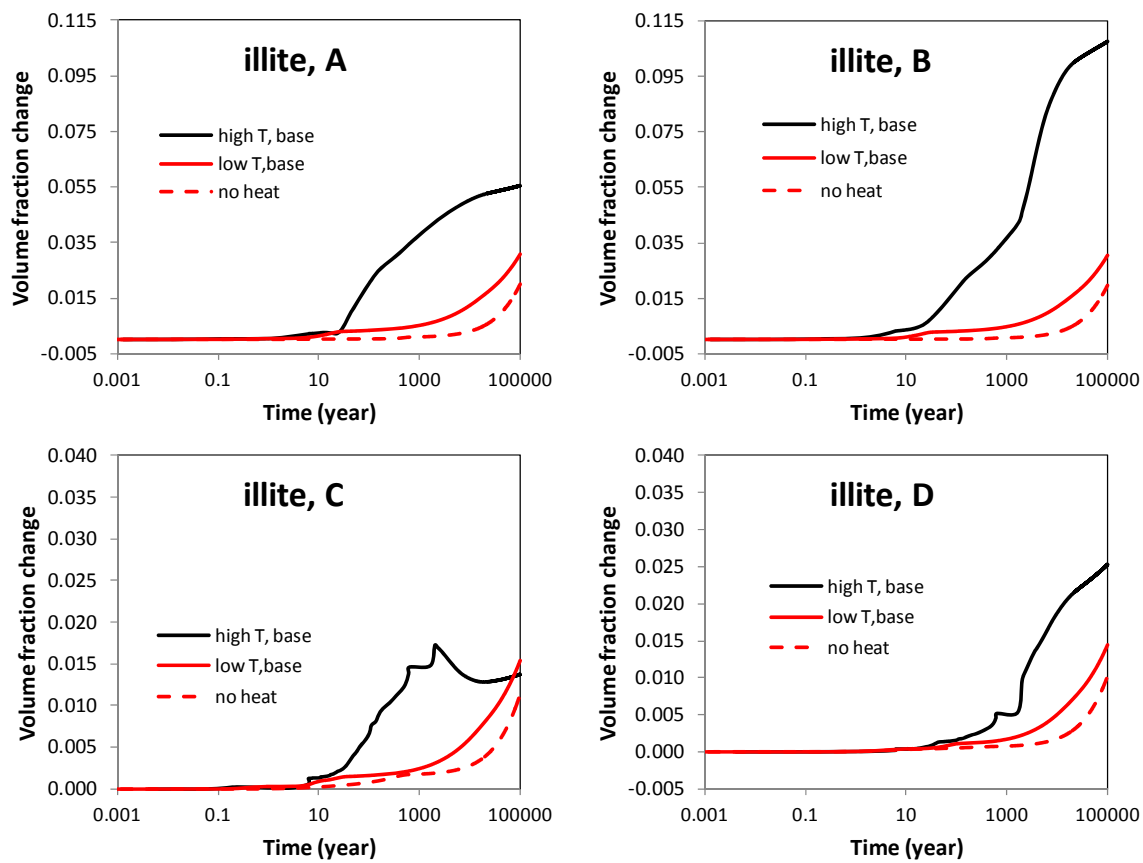 illite, A
Volume fraction change
0.115
0.095
0.075
0.055
0.035
0.015
-0.005
high T, base
low T,base
no heat
0.001 0.1 10 1000 100000
Time (year)
illite, B
Volume fraction change
0.115
0.095
0.075
0.055
0.035
0.015
-0.005
high T, base
low T,base
no heat
0.001 0.1 10 1000 100000
Time (year)
illite, C
Volume fraction change
0.040
0.035
0.030
0.025
0.020
0.015
0.010
0.005
0.000
high T, base
low T,base
no heat
0.001 0.1 10 1000 100000
Time (year)
illite, D
Volume fraction change
0.040
0.035
0.030
0.025
0.020
0.015
0.010
0.005
0.000
-0.005
high T, base
low T,base
no heat
0.001 0.1 10 1000 100000
Time (year)